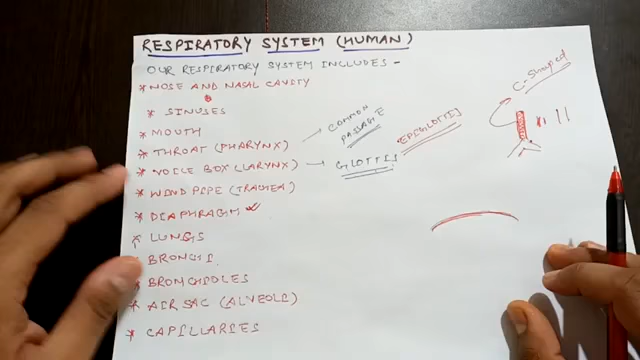 RESPIRATORY SYSTEM (HUMAN)
OUR RESPIRATORY SYSTEM INCLUDES -
* NOSE AND NASAL CAVITY
* SINUSES
* MOUTH
* THROAT (PHARYNX)
COMMON
PASSAGE
* VOICE BOX (LARYNX)
GLOTTIS
EPIGLOTTIS
* WIND PIPE (TRACHEA)
* DIAPHRAGM
* LUNGS
BRONCHI
* BRONCHIOLES
* AIR SAC (ALVEOLI)
* CAPILLARIES
C-Shaped